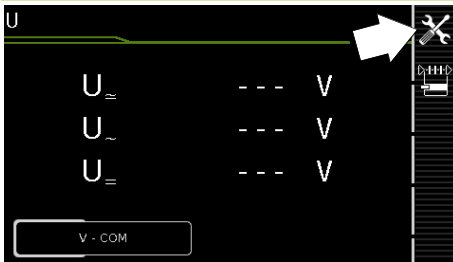 U
U≂ - - - V
U~ - - - V
U= - - - V
V - COM